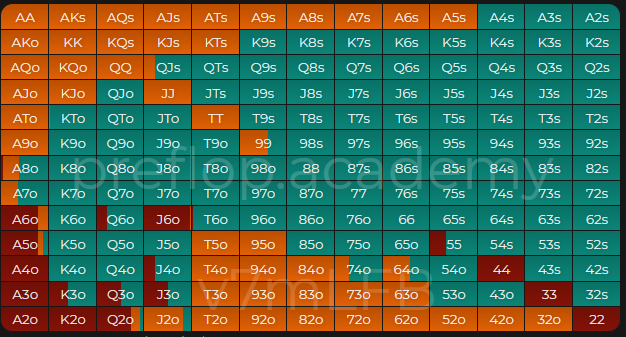 AA AKs AQs AJs ATs A9s A8s A7s A6s A5s A4s A3s A2s
AKo KK KQs KJs KTs K9s K8s K7s K6s K5s K4s K3s K2s
AQo KQo QQ QJs QTs Q9s Q8s Q7s Q6s Q5s Q4s Q3s Q2s
AJo KJo QJo JJ JTs J9s J8s J7s J6s J5s J4s J3s J2s
ATo KTo QTo JTo TT T9s T8s T7s T6s T5s T4s T3s T2s
A9o K9o Q9o J9o T9o 99 98s 97s 96s 95s 94s 93s 92s
A8o K8o Q8o J8o T8o 98o 88 87s 86s 85s 84s 83s 82s
preflop.academy
A7o K7o Q7o J7o T7o 97o 87o 77 76s 75s 74s 73s 72s
A6o K6o Q6o J6o T6o 96o 86o 76o 66 65s 64s 63s 62s
A5o K5o Q5o J5o T5o 95o 85o 75o 65o 55 54s 53s 52s
A4o K4o Q4o J4o T4o 94o 84o 74o 64o 54o 44 43s 42s
v7mLFB
A3o K3o Q3o J3o T3o 93o 83o 73o 63o 53o 43o 33 32s
A2o K2o Q2o J2o T2o 92o 82o 72o 62o 52o 42o 32o 22